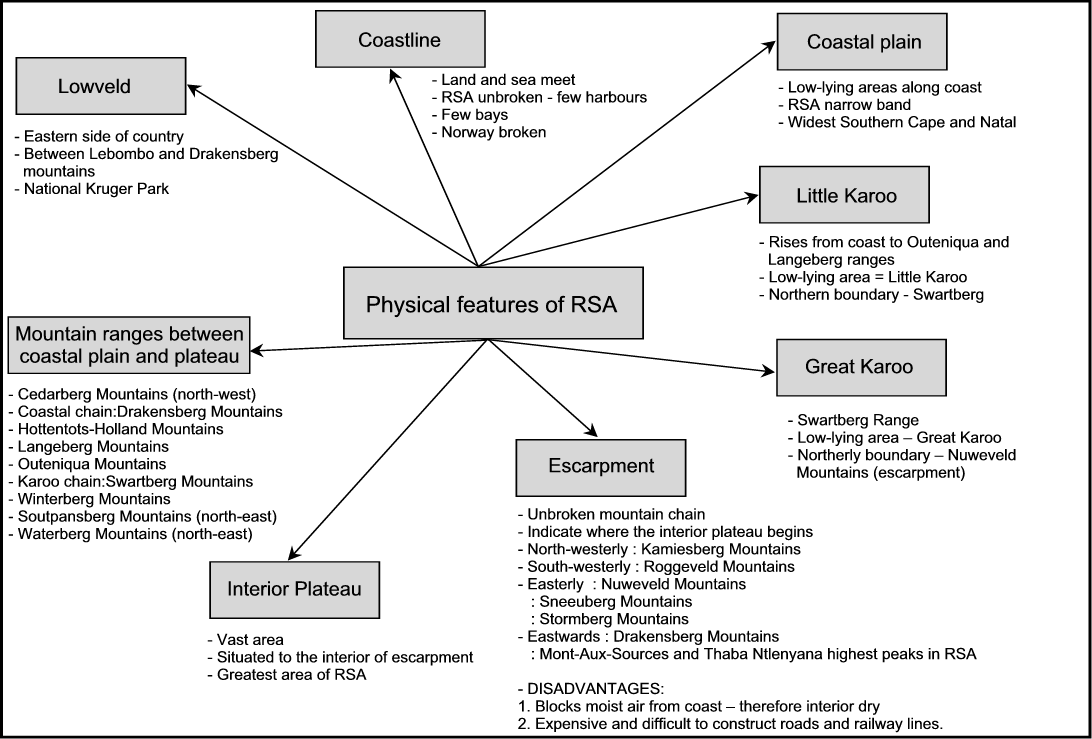 Coastline
- Land and sea meet
- RSA unbroken - few harbours
- Few bays
- Norway broken
Coastal plain
- Low-lying areas along coast
- RSA narrow band
- Widest Southern Cape and Natal
Lowveld
- Eastern side of country
- Between Lebombo and Drakensberg
mountains
- National Kruger Park
Little Karoo
- Rises from coast to Outeniqua and
Langeberg ranges
- Low-lying area = Little Karoo
- Northern boundary - Swartberg
Physical features of RSA
Mountain ranges between
coastal plain and plateau
- Cedarberg Mountains (north-west)
- Coastal chain:Drakensberg Mountains
- Hottentots-Holland Mountains
- Langeberg Mountains
- Outeniqua Mountains
- Karoo chain:Swartberg Mountains
- Winterberg Mountains
- Soutpansberg Mountains (north-east)
- Waterberg Mountains (north-east)
Great Karoo
- Swartberg Range
- Low-lying area – Great Karoo
- Northerly boundary – Nuweveld
Mountains (escarpment)
Escarpment
- Unbroken mountain chain
- Indicate where the interior plateau begins
- North-westerly : Kamiesberg Mountains
- South-westerly : Roggeveld Mountains
- Easterly : Nuweveld Mountains
: Sneeuberg Mountains
: Stormberg Mountains
- Eastwards : Drakensberg Mountains
: Mont-Aux-Sources and Thaba Ntlenyana highest peaks in RSA
- DISADVANTAGES:
1. Blocks moist air from coast – therefore interior dry
2. Expensive and difficult to construct roads and railway lines.
Interior Plateau
- Vast area
- Situated to the interior of escarpment
- Greatest area of RSA